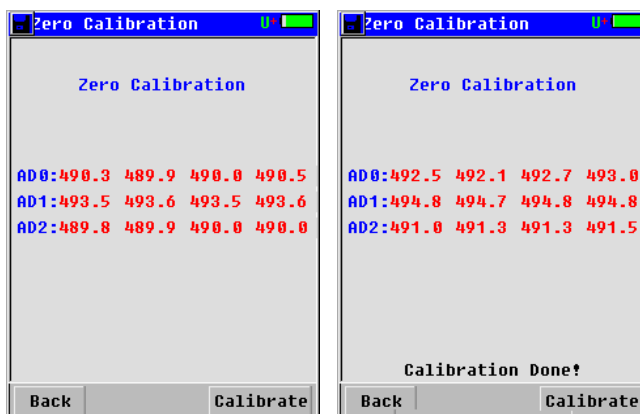 Zero Calibration U+
Zero Calibration
AD0:490.3 489.9 490.0 490.5
AD1:493.5 493.6 493.5 493.6
AD2:489.8 489.9 490.0 490.0
Back Calibrate
Zero Calibration U+
Zero Calibration
AD0:492.5 492.1 492.7 493.0
AD1:494.8 494.7 494.8 494.8
AD2:491.0 491.3 491.3 491.5
Calibration Done!
Back Calibrate